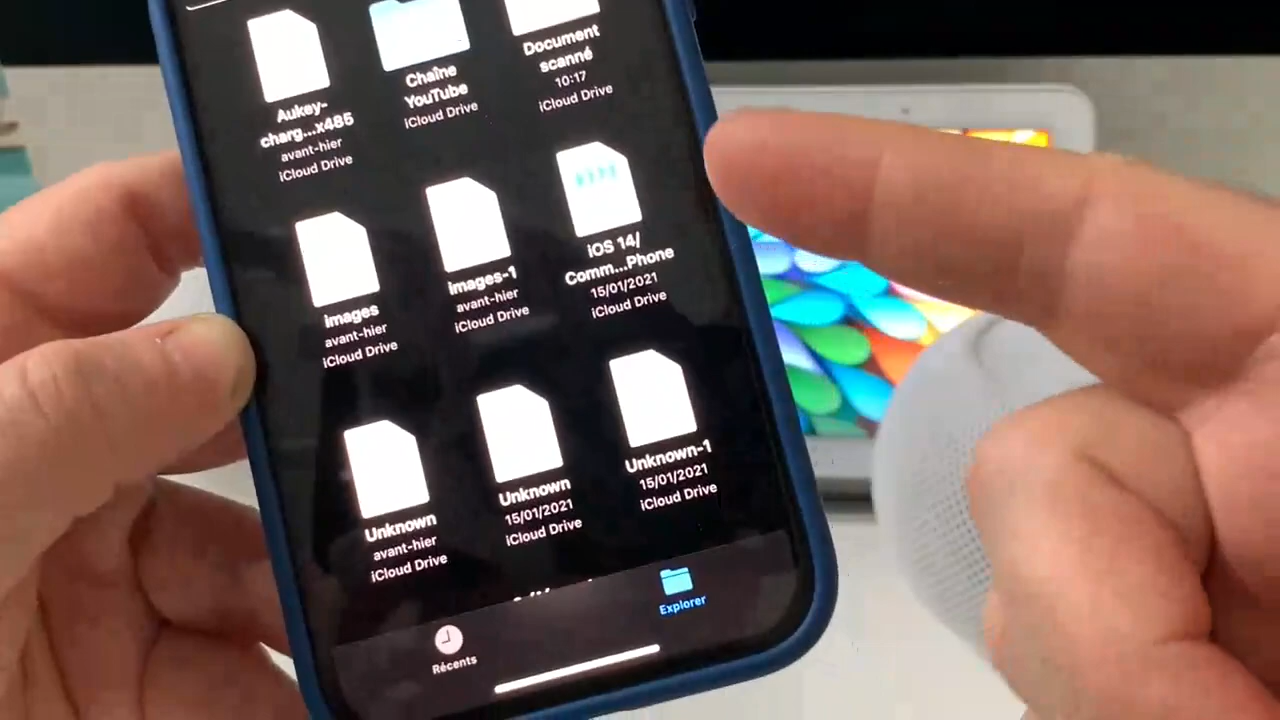 Aukey-
charg...x485
avant-hier
iCloud Drive
Chaîne
YouTube
iCloud Drive
Document
scanné
10:17
iCloud Drive
images
avant-hier
iCloud Drive
images-1
avant-hier
iCloud Drive
iOS 14/
Comm...Phone
15/01/2021
iCloud Drive
Unknown
avant-hier
iCloud Drive
Unknown
15/01/2021
iCloud Drive
Unknown-1
15/01/2021
iCloud Drive
Récents
Explorer